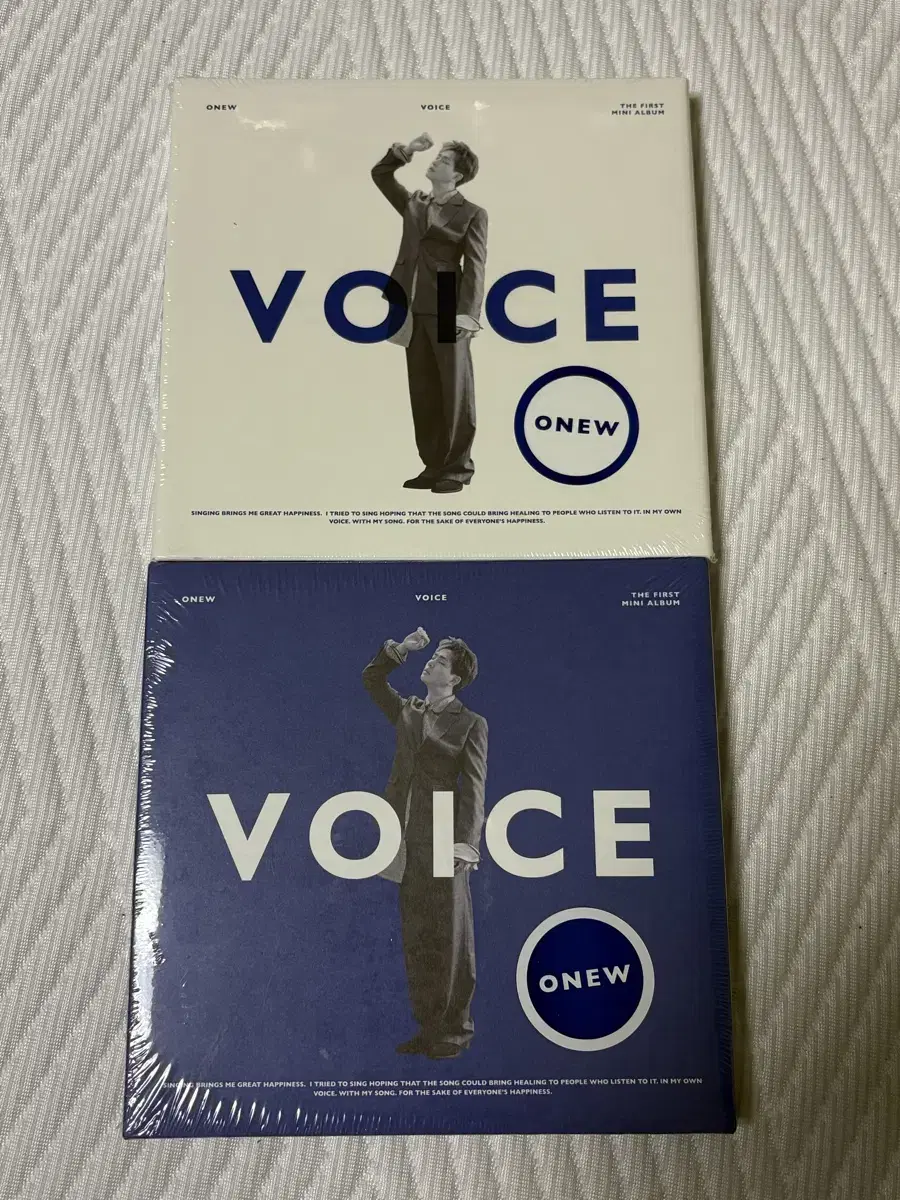 ONEW
VOICE
THE FIRST
MINI ALBUM
VOICE
ONEW
SINGING BRINGS ME GREAT HAPPINESS. I TRIED TO SING HOPING THAT THE SONG COULD BRING HEALING TO PEOPLE WHO LISTEN TO IT. IN MY OWN
VOICE. WITH MY SONG. FOR THE SAKE OF EVERYONE'S HAPPINESS.
ONEW
VOICE
THE FIRST
MINI ALBUM
VOICE
ONEW
SINGING BRINGS ME GREAT HAPPINESS. I TRIED TO SING HOPING THAT THE SONG COULD BRING HEALING TO PEOPLE WHO LISTEN TO IT. IN MY OWN
VOICE. WITH MY SONG. FOR THE SAKE OF EVERYONE'S HAPPINESS.